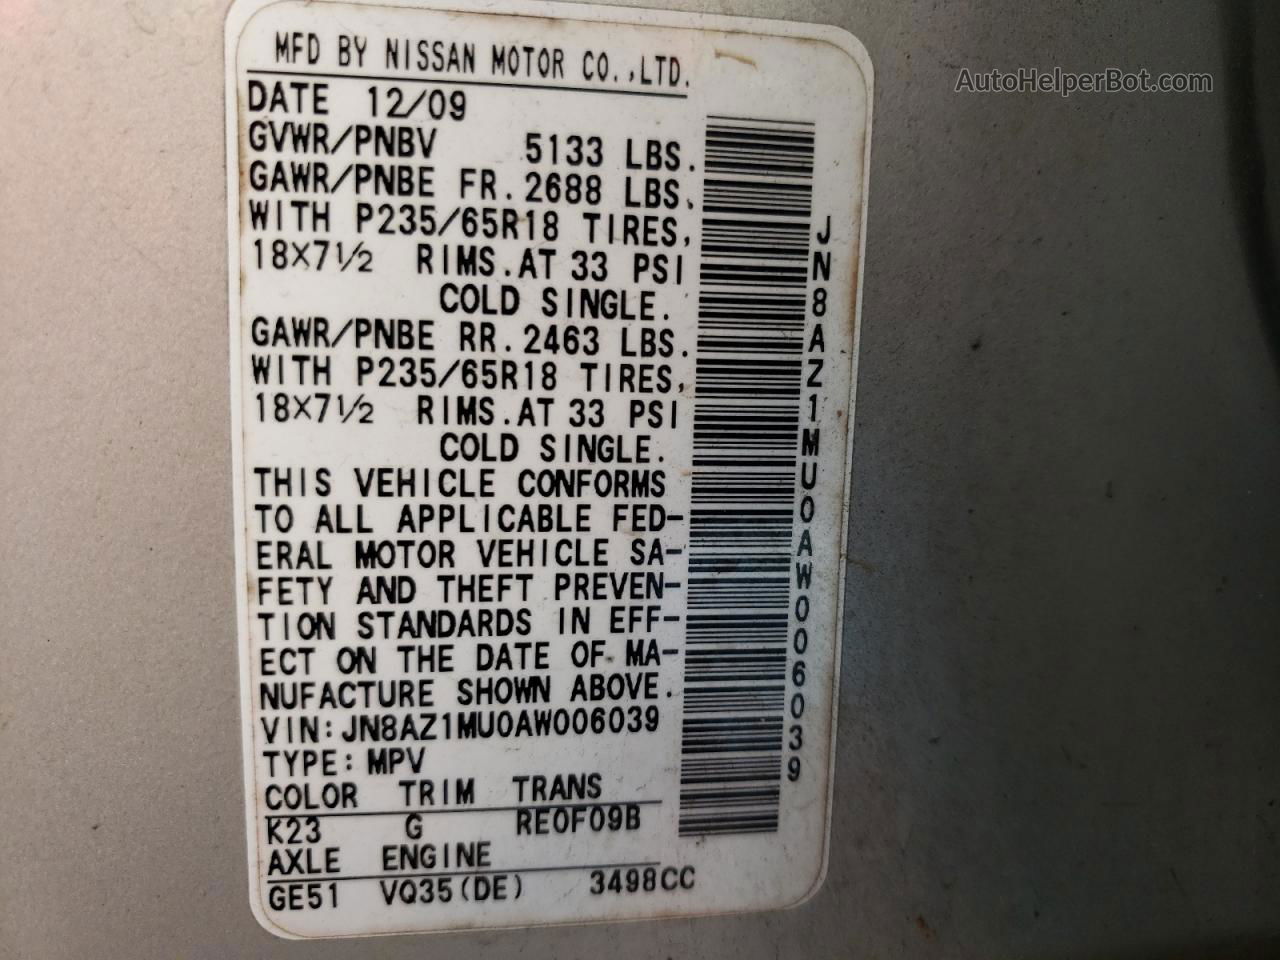 AutoHelperBot.com
MFD BY NISSAN MOTOR CO.,LTD.
DATE 12/09
GVWR/PNBV 5133 LBS.
GAWR/PNBE FR. 2688 LBS.
WITH P235/65R18 TIRES,
18×7½ RIMS. AT 33 PSI
COLD SINGLE.
GAWR/PNBE RR. 2463 LBS.
WITH P235/65R18 TIRES,
18×7½ RIMS. AT 33 PSI
COLD SINGLE.
THIS VEHICLE CONFORMS
TO ALL APPLICABLE FED-
ERAL MOTOR VEHICLE SA-
FETY AND THEFT PREVEN-
TION STANDARDS IN EFF-
ECT ON THE DATE OF MA-
NUFACTURE SHOWN ABOVE.
VIN:JN8AZ1MU0AW006039
TYPE:MPV
COLOR TRIM TRANS
K23 G RE0F09B
AXLE ENGINE
GE51 VQ35(DE) 3498CC
JN8AZ1MU0AW006039